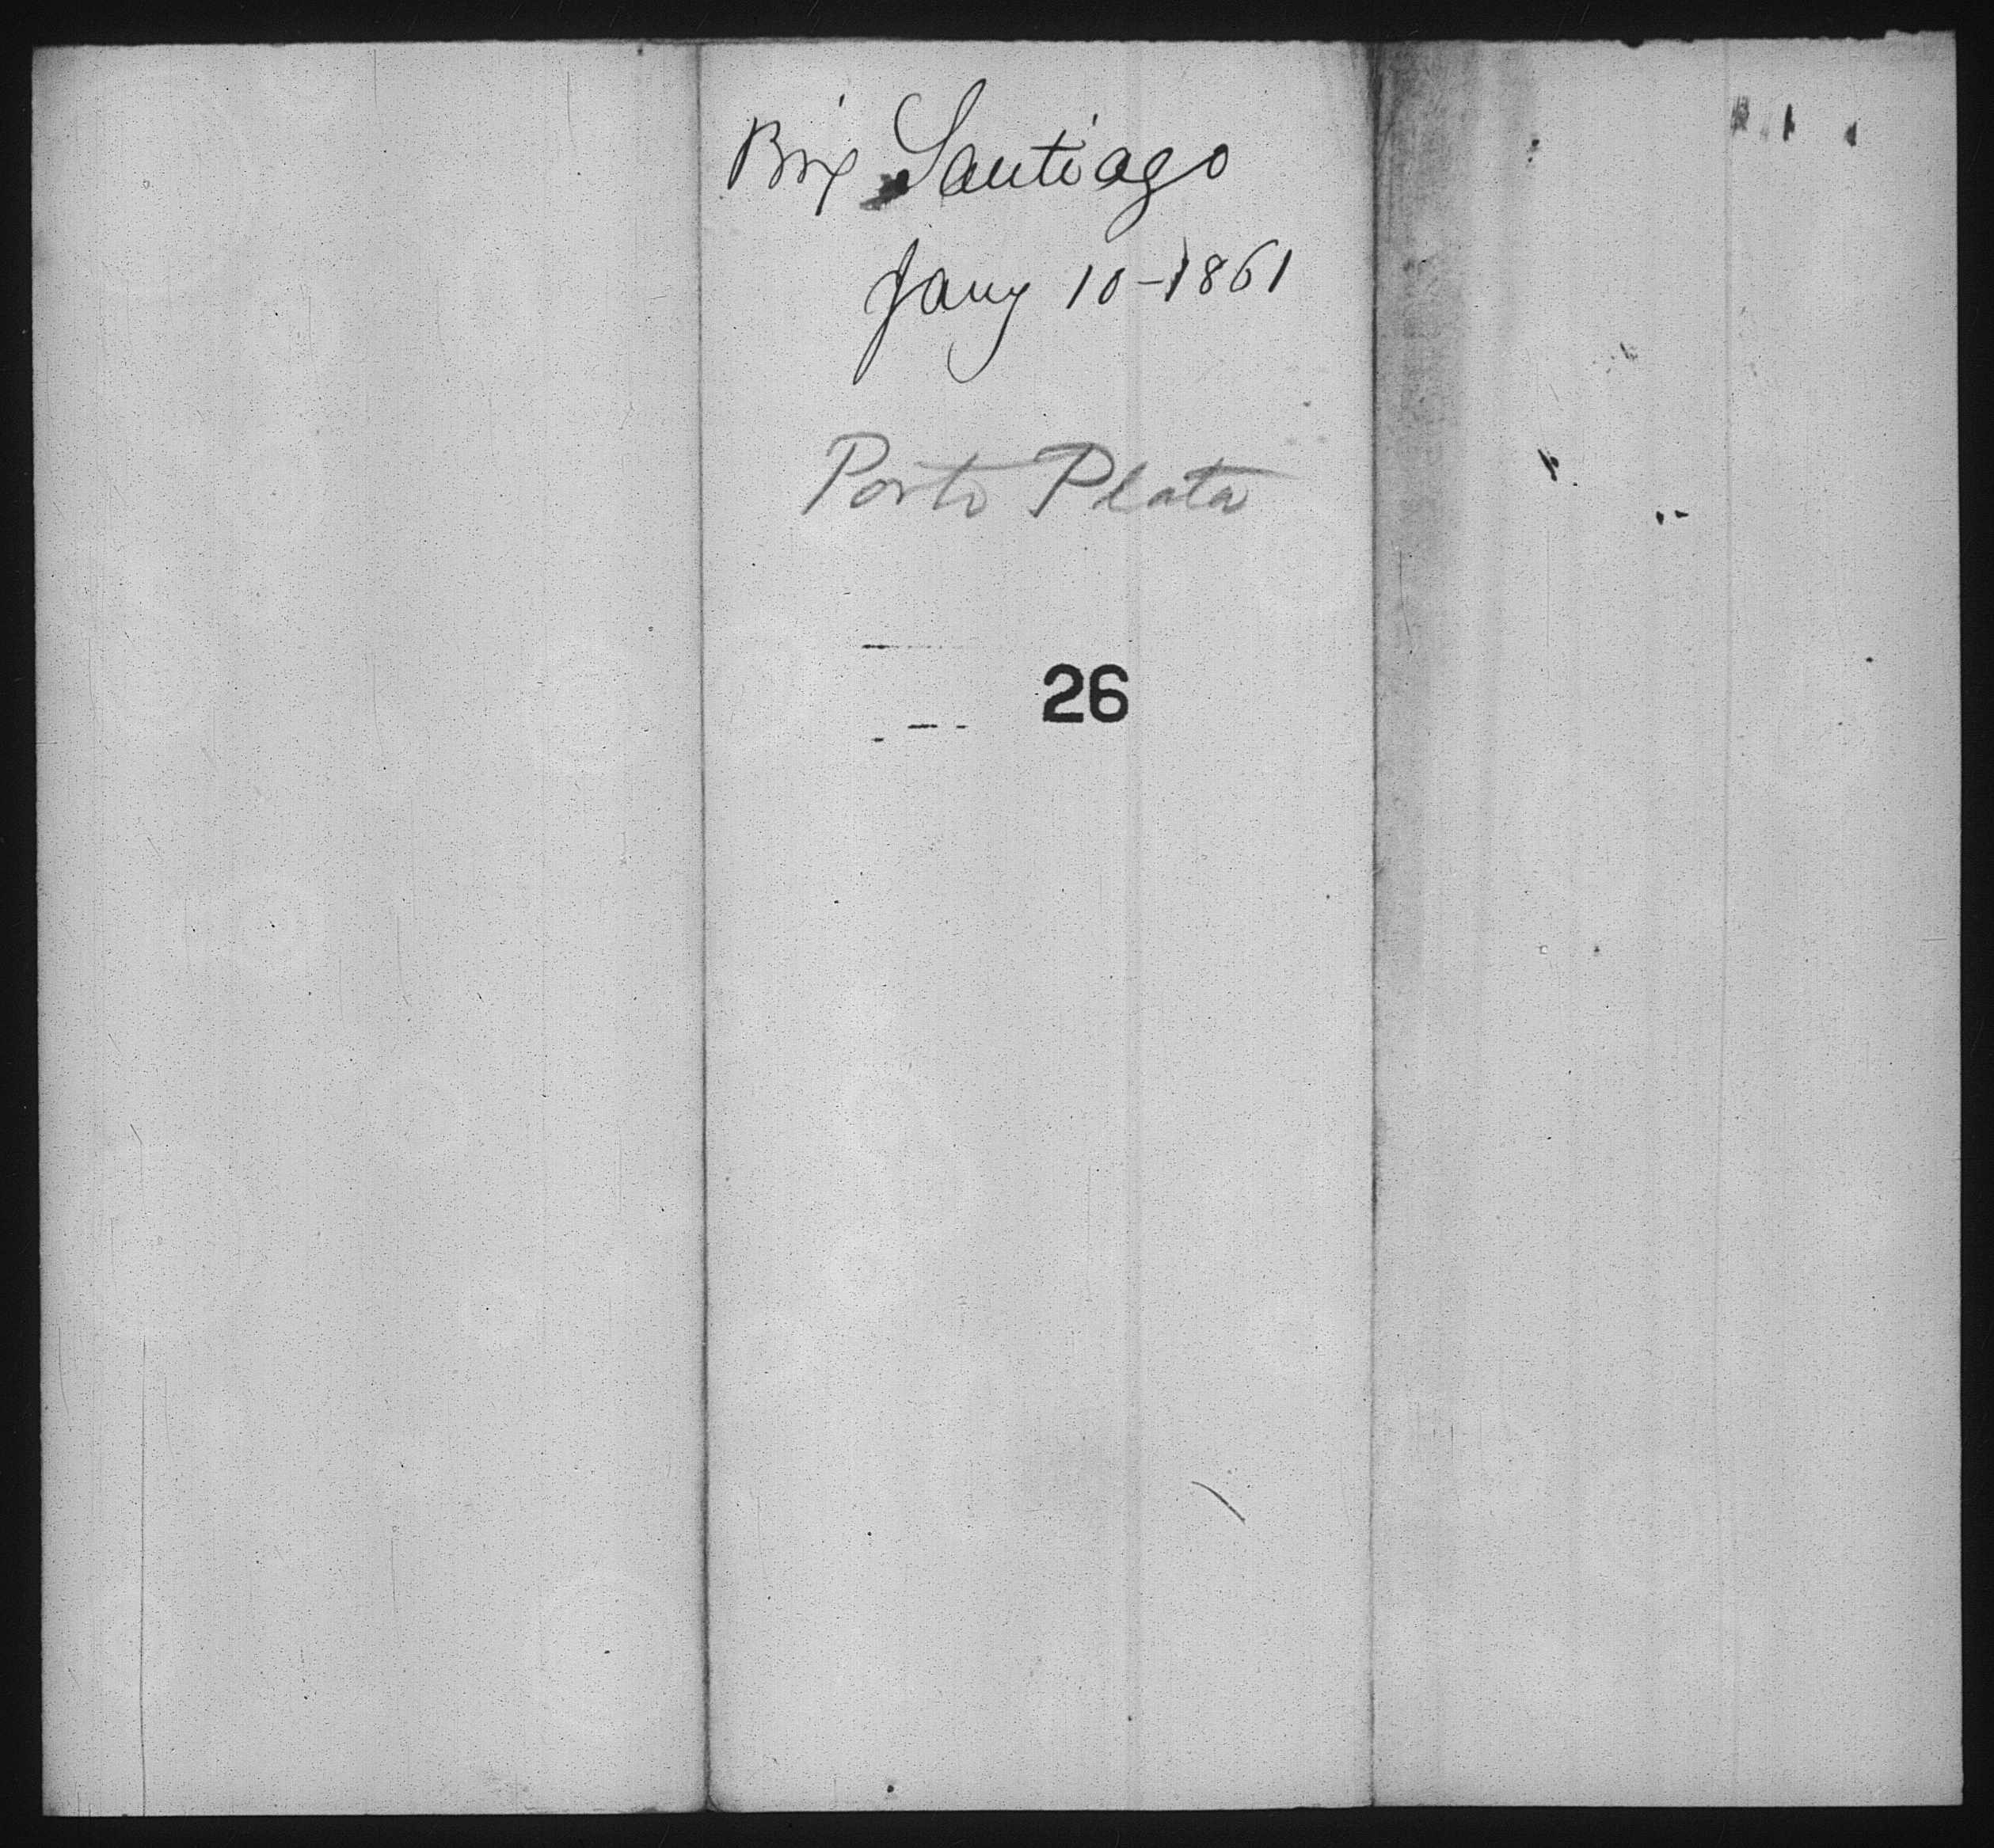 Brig Santiago
Jany 10-1861
Porto Plata
26